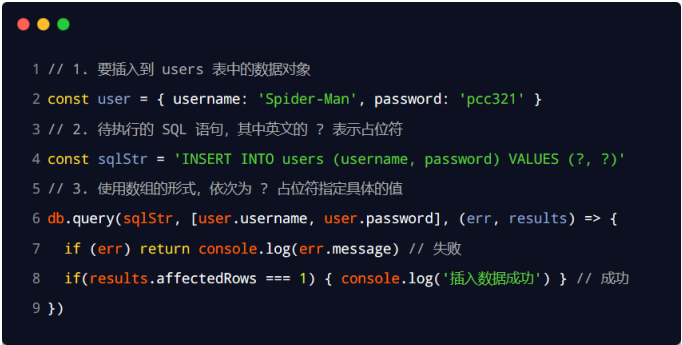 1 // 1. 要插入到 users 表中的数据对象
2 const user = { username: 'Spider-Man', password: 'pcc321' }
3 // 2. 待执行的 SQL 语句，其中英文的 ? 表示占位符
4 const sqlStr = 'INSERT INTO users (username, password) VALUES (?, ?)'
5 // 3. 使用数组的形式，依次为 ? 占位符指定具体的值
6 db.query(sqlStr, [user.username, user.password], (err, results) => {
7   if (err) return console.log(err.message) // 失败
8   if(results.affectedRows === 1) { console.log('插入数据成功') } // 成功
9 })